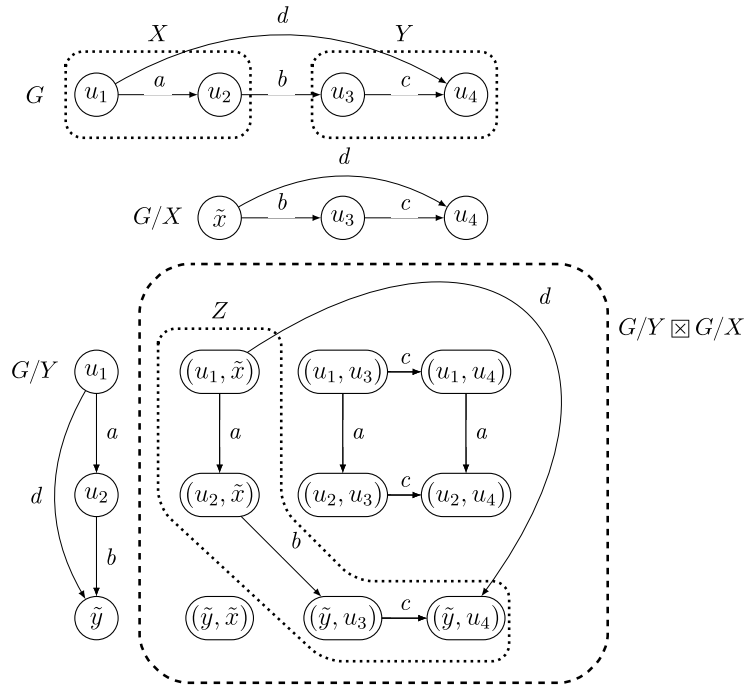 d
X Y
G u₁ a u₂ b u₃ c u₄
d
G/X x̃ b u₃ c u₄
d
Z G/Y ⊠ G/X
G/Y u₁ (u₁, x̃) (u₁, u₃) c (u₁, u₄)
a a a a
d u₂ (u₂, x̃) (u₂, u₃) c (u₂, u₄)
b b
ỹ (ỹ, x̃) (ỹ, u₃) c (ỹ, u₄)